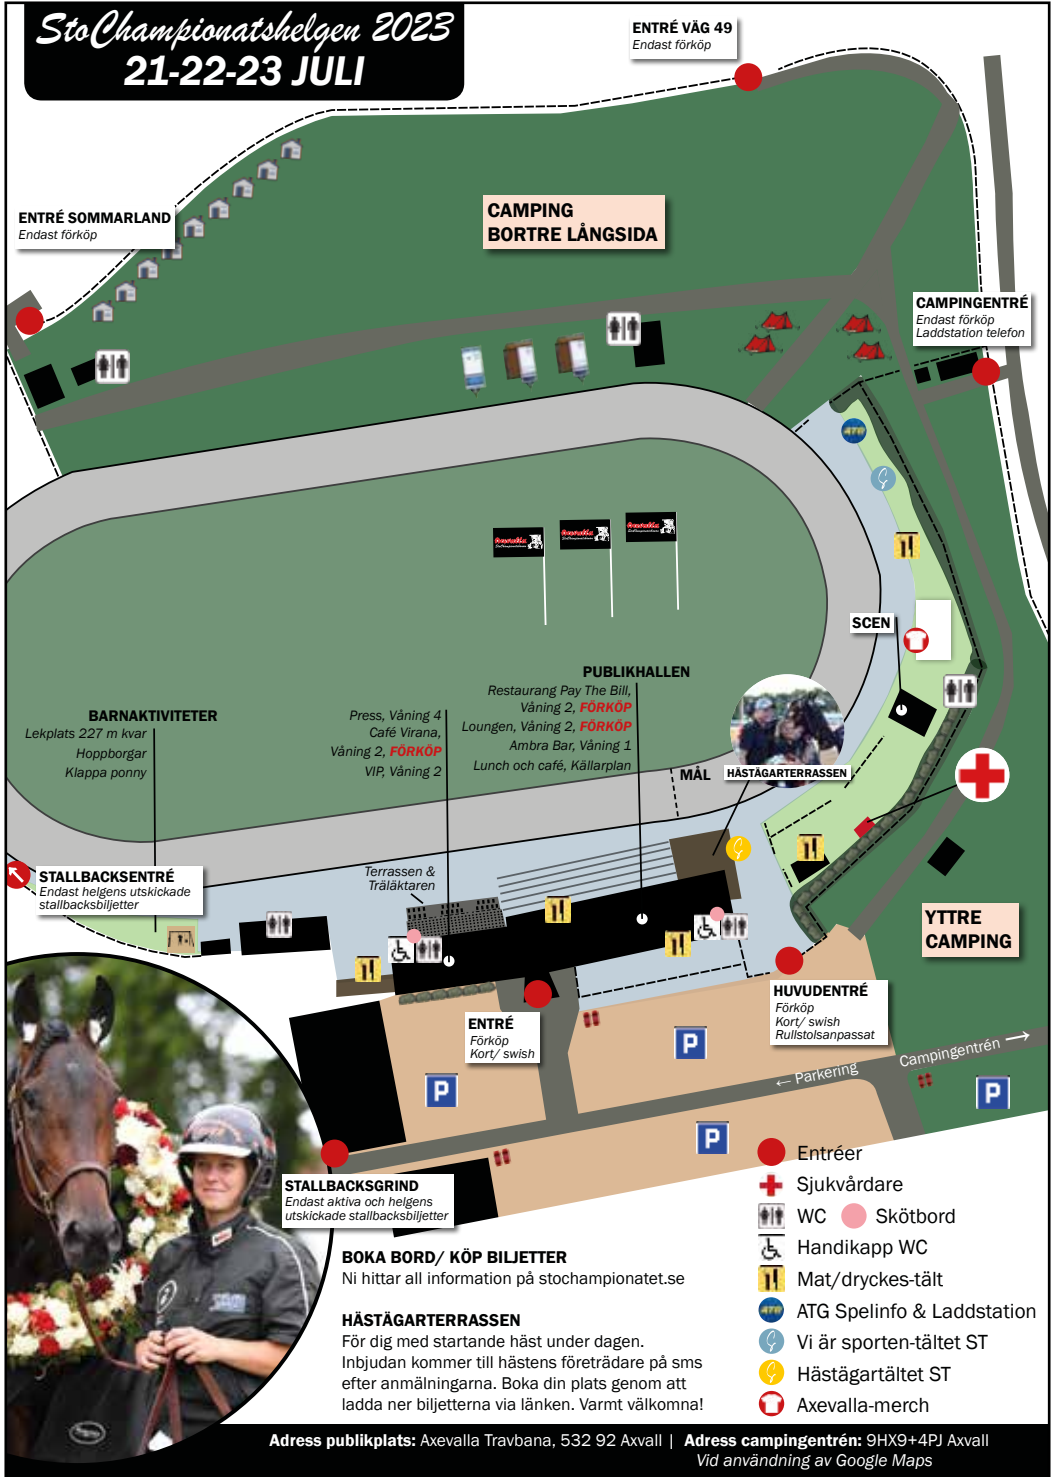 StoChampionatshelgen 2023
21-22-23 JULI
ENTRÉ VÄG 49
Endast förköp
ENTRÉ SOMMARLAND
Endast förköp
CAMPING
BORTRE LÅNGSIDA
CAMPINGENTRÉ
Endast förköp
Laddstation telefon
ATG
Axevalla
Axevalla
Axevalla
SCEN
BARNAKTIVITETER
Lekplats 227 m kvar
Hoppborgar
Klappa ponny
Press, Våning 4
Café Virana,
Våning 2, FÖRKÖP
VIP, Våning 2
PUBLIKHALLEN
Restaurang Pay The Bill,
Våning 2, FÖRKÖP
Loungen, Våning 2, FÖRKÖP
Ambra Bar, Våning 1
Lunch och café, Källarplan
MÅL
HÄSTÄGARTERRASSEN
STALLBACKSENTRÉ
Endast helgens utskickade
stallbacksbiljetter
Terrassen &
Träläktaren
YTTRE
CAMPING
HUVUDENTRÉ
Förköp
Kort/ swish
Rullstolsanpassat
ENTRÉ
Förköp
Kort/ swish
P
P
P
P
← Parkering
Campingentrén →
STALLBACKSGRIND
Endast aktiva och helgens
utskickade stallbacksbiljetter
Entréer
Sjukvårdare
WC Skötbord
Handikapp WC
Mat/dryckes-tält
ATG Spelinfo & Laddstation
Vi är sporten-tältet ST
Hästägartältet ST
Axevalla-merch
BOKA BORD/ KÖP BILJETTER
Ni hittar all information på stochampionatet.se
HÄSTÄGARTERRASSEN
För dig med startande häst under dagen.
Inbjudan kommer till hästens företrädare på sms
efter anmälningarna. Boka din plats genom att
ladda ner biljetterna via länken. Varmt välkomna!
Adress publikplats: Axevalla Travbana, 532 92 Axvall | Adress campingentrén: 9HX9+4PJ Axvall
Vid användning av Google Maps